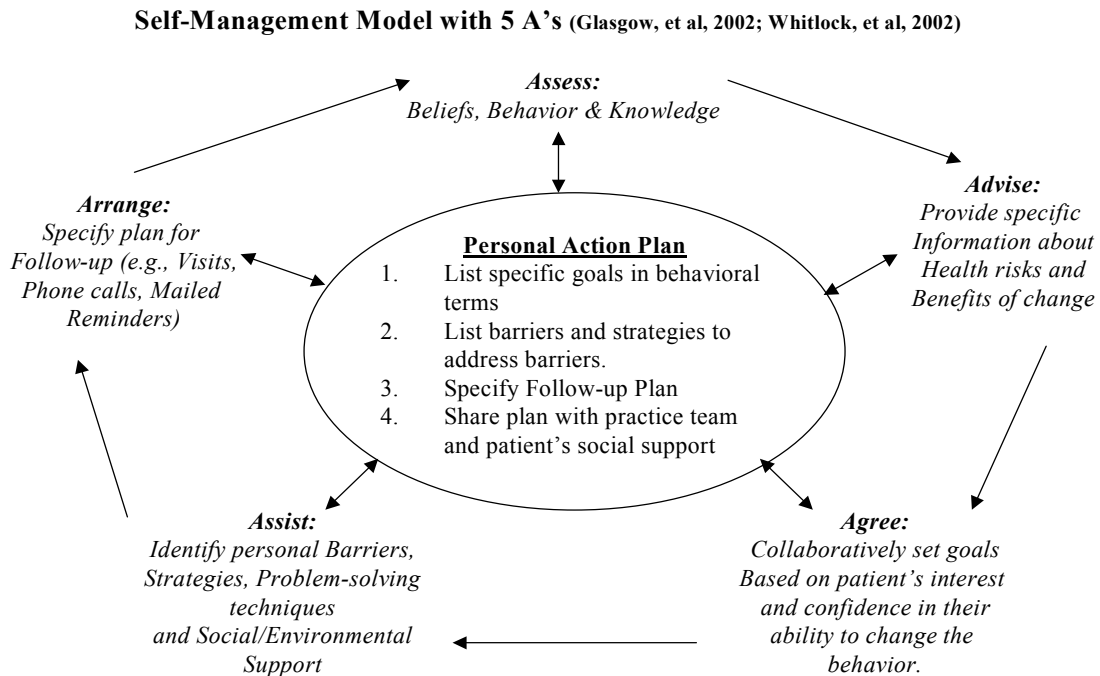 Self-Management Model with 5 A’s (Glasgow, et al, 2002; Whitlock, et al, 2002)
Assess:
Beliefs, Behavior & Knowledge
Advise:
Provide specific
Information about
Health risks and
Benefits of change
Agree:
Collaboratively set goals
Based on patient’s interest
and confidence in their
ability to change the
behavior.
Assist:
Identify personal Barriers,
Strategies, Problem-solving
techniques
and Social/Environmental
Support
Arrange:
Specify plan for
Follow-up (e.g., Visits,
Phone calls, Mailed
Reminders)
Personal Action Plan
1. List specific goals in behavioral
terms
2. List barriers and strategies to
address barriers.
3. Specify Follow-up Plan
4. Share plan with practice team
and patient’s social support